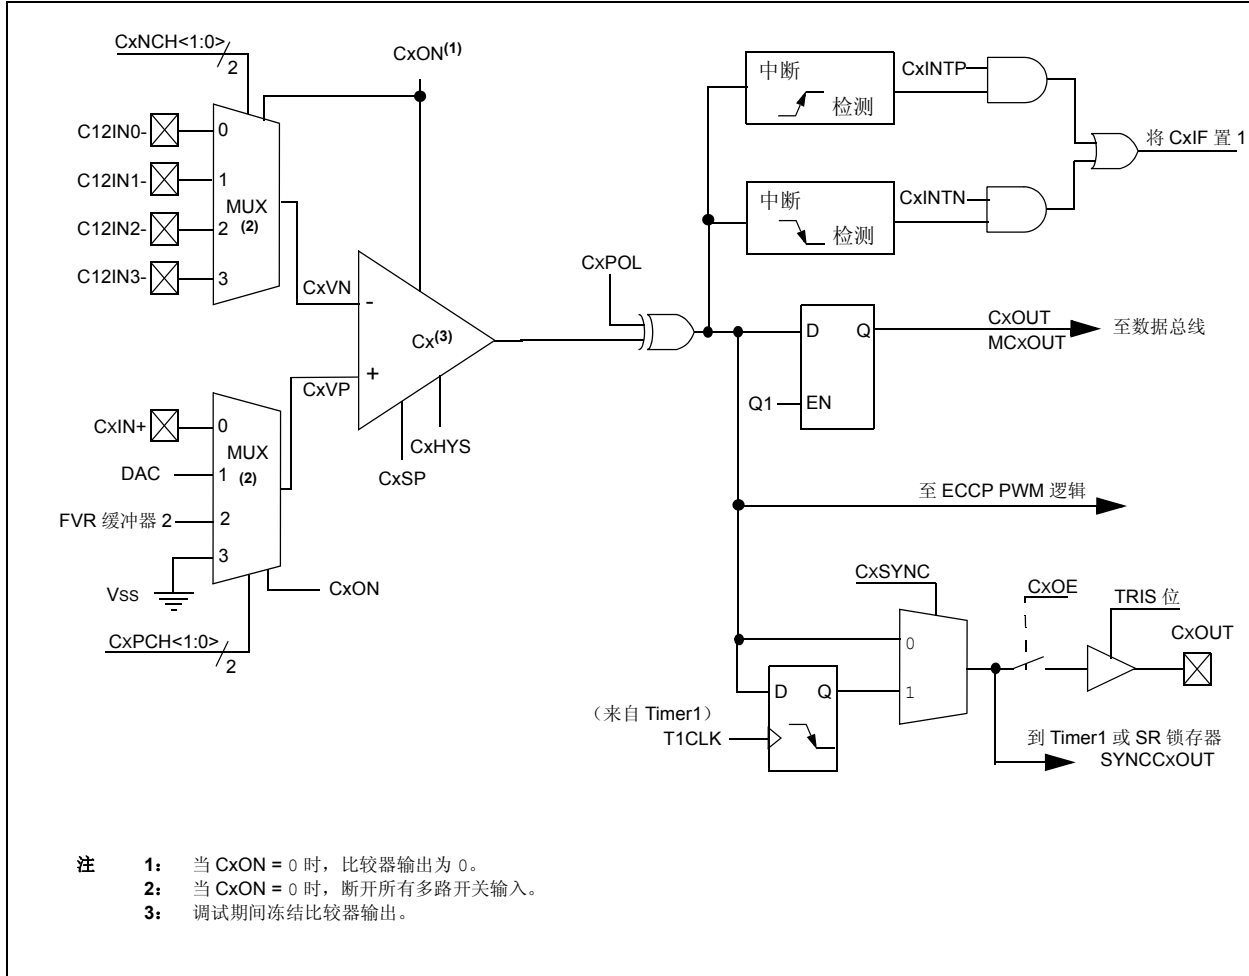 CxNCH<1:0>
2
CxON(1)
C12IN0-
0
C12IN1-
1
MUX
(2)
C12IN2-
2
C12IN3-
3
CxVN
-
Cx(3)
+
CxVP
CxHYS
CxSP
CxIN+
0
MUX
(2)
DAC
1
FVR 缓冲器 2
2
3
Vss
CxON
CxPCH<1:0>
2
CxPOL
中断
检测
CxINTP
中断
检测
CxINTN
将 CxIF 置 1
D
Q
Q1
EN
CxOUT
MCxOUT
至数据总线
至 ECCP PWM 逻辑
CxSYNC
0
1
CxOE
TRIS 位
CxOUT
D
Q
（来自 Timer1）
T1CLK
到 Timer1 或 SR 锁存器
SYNCCxOUT
注 1： 当 CxON = 0 时，比较器输出为 0。
2： 当 CxON = 0 时，断开所有多路开关输入。
3： 调试期间冻结比较器输出。